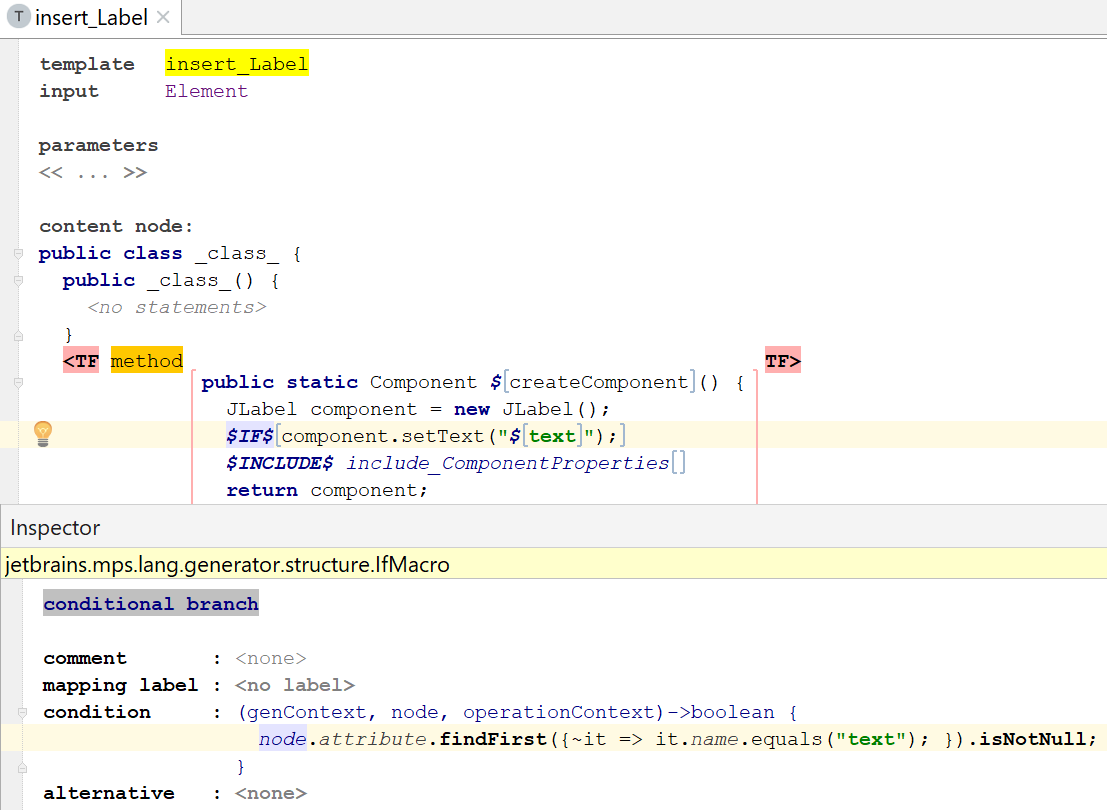 T insert_Label ×
template insert_Label
input Element
parameters
<< ... >>
content node:
public class _class_ {
public _class_() {
<no statements>
}
<TF method TF>
public static Component $[createComponent]() {
JLabel component = new JLabel();
$IF$[component.setText("$[text]");]
$INCLUDE$ include_ComponentProperties[]
return component;
Inspector
jetbrains.mps.lang.generator.structure.IfMacro
conditional branch
comment : <none>
mapping label : <no label>
condition : (genContext, node, operationContext)->boolean {
node.attribute.findFirst({~it => it.name.equals("text"); }).isNotNull;
}
alternative : <none>